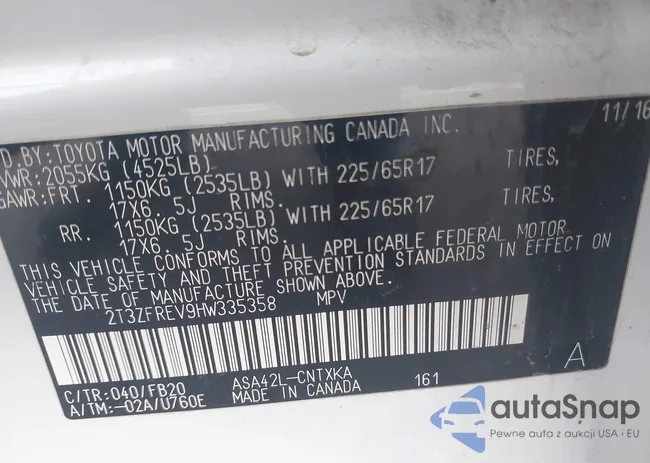 11/16
D BY:TOYOTA MOTOR MANUFACTURING CANADA INC.
VWR:2055KG (4525LB)
GAWR:FRT. 1150KG (2535LB) WITH 225/65R17 TIRES,
17X6.5J RIMS.
RR. 1150KG (2535LB) WITH 225/65R17 TIRES,
17X6.5J RIMS.
THIS VEHICLE CONFORMS TO ALL APPLICABLE FEDERAL MOTOR
VEHICLE SAFETY AND THEFT PREVENTION STANDARDS IN EFFECT ON
THE DATE OF MANUFACTURE SHOWN ABOVE.
2T3ZFREV9HW335358 MPV
C/TR:040/FB20 ASA42L-CNTXKA A
A/TM:-02A/U760E MADE IN CANADA 161
autoSnap
Pewne auta z aukcji USA i EU